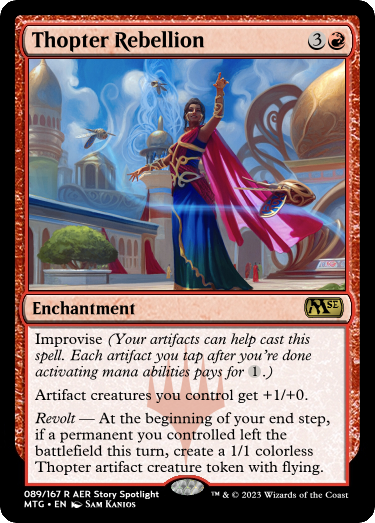 Thopter Rebellion 3
Enchantment MSE
Improvise (Your artifacts can help cast this
spell. Each artifact you tap after you're done
activating mana abilities pays for 1.)
Artifact creatures you control get +1/+0.
Revolt — At the beginning of your end step,
if a permanent you controlled left the
battlefield this turn, create a 1/1 colorless
Thopter artifact creature token with flying.
089/167 R AER Story Spotlight
MTG • EN SAM KANIOS
™ & © 2023 Wizards of the Coast